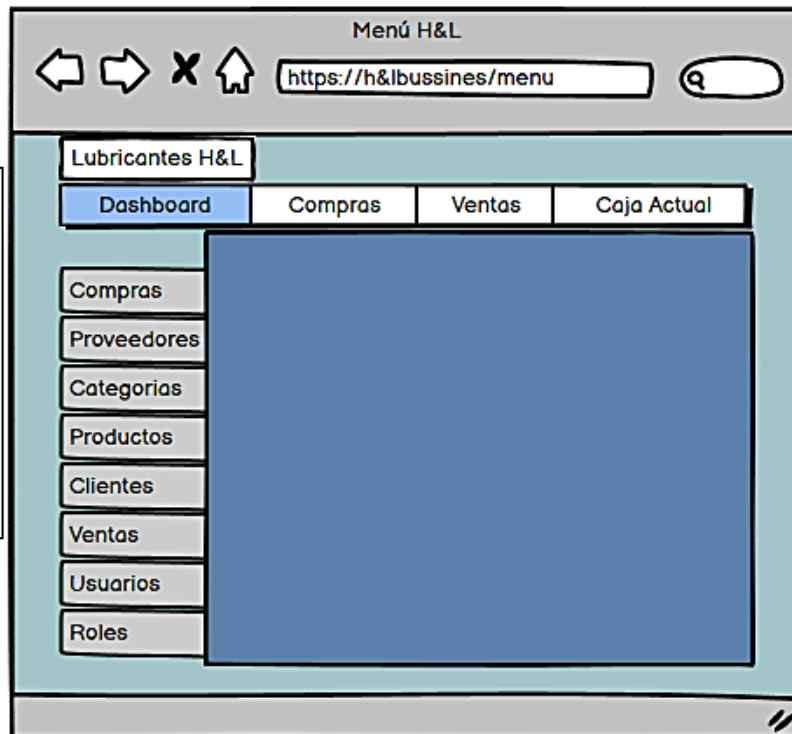 Menú H&L
https://h&lbussines/menu
Lubricantes H&L
Dashboard Compras Ventas Caja Actual
Compras
Proveedores
Categorias
Productos
Clientes
Ventas
Usuarios
Roles